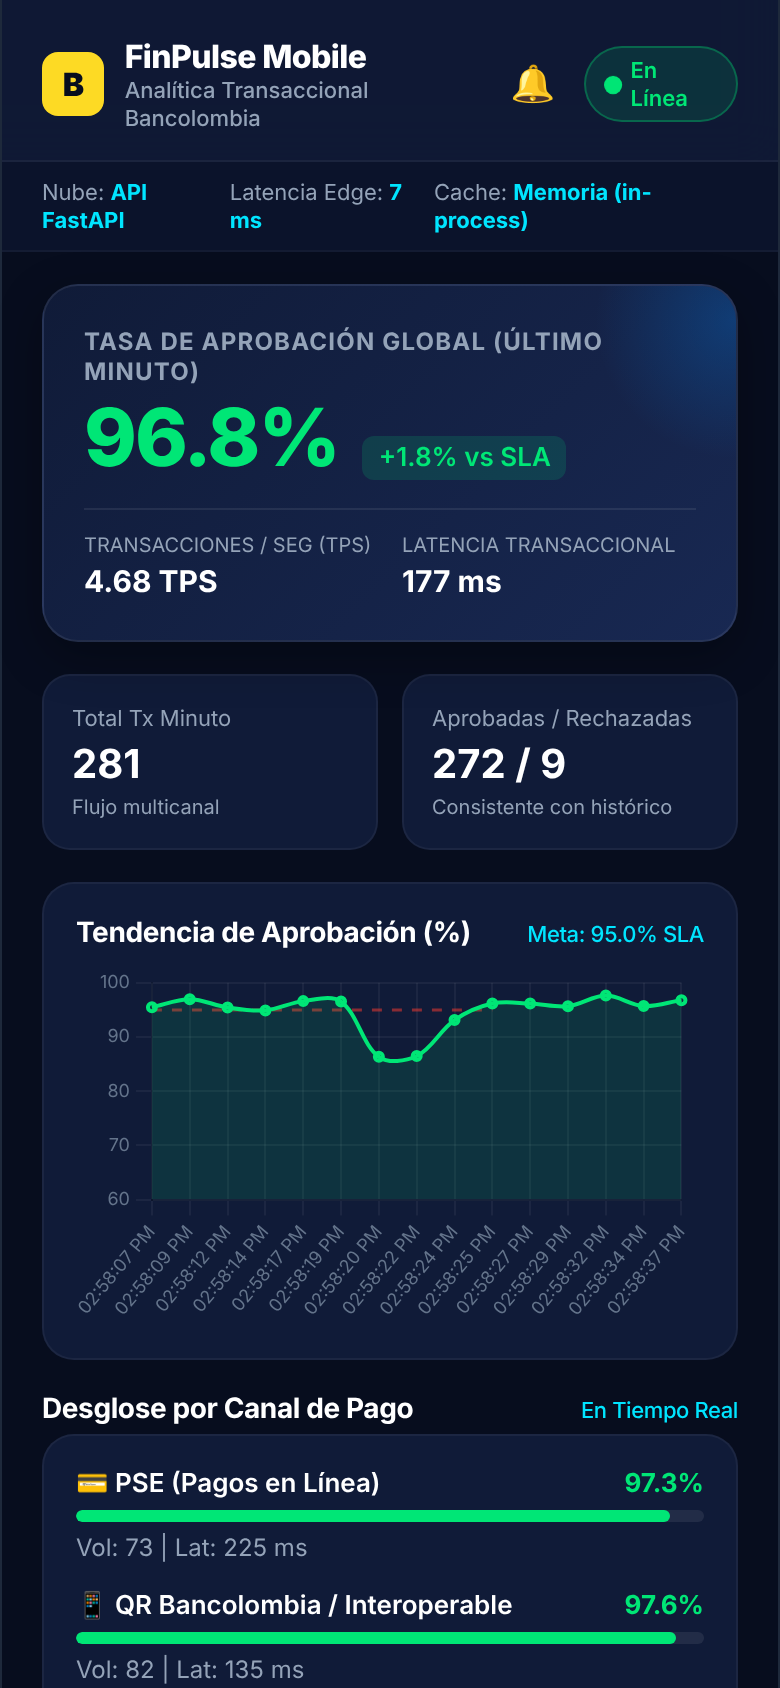 B
FinPulse Mobile
Analítica Transaccional
Bancolombia
En
Línea
Nube: API
FastAPI
Latencia Edge: 7
ms
Cache: Memoria (in-
process)
TASA DE APROBACIÓN GLOBAL (ÚLTIMO
MINUTO)
96.8%
+1.8% vs SLA
TRANSACCIONES / SEG (TPS)
4.68 TPS
LATENCIA TRANSACCIONAL
177 ms
Total Tx Minuto
281
Flujo multicanal
Aprobadas / Rechazadas
272 / 9
Consistente con histórico
Tendencia de Aprobación (%)
Meta: 95.0% SLA
100
90
80
70
60
02:58:07 PM
02:58:09 PM
02:58:12 PM
02:58:14 PM
02:58:17 PM
02:58:19 PM
02:58:20 PM
02:58:22 PM
02:58:24 PM
02:58:25 PM
02:58:27 PM
02:58:29 PM
02:58:32 PM
02:58:34 PM
02:58:37 PM
Desglose por Canal de Pago
En Tiempo Real
PSE (Pagos en Línea)
97.3%
Vol: 73 | Lat: 225 ms
QR Bancolombia / Interoperable
97.6%
Vol: 82 | Lat: 135 ms